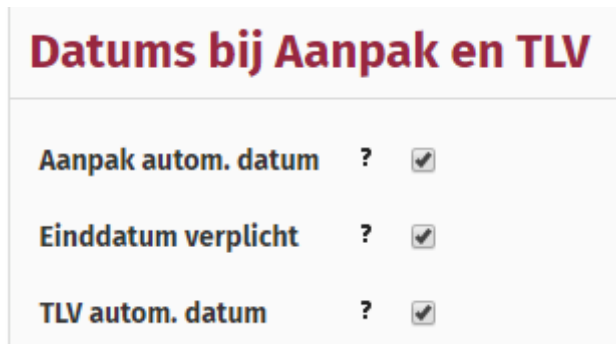 Datums bij Aanpak en TLV
Aanpak autom. datum ?
Einddatum verplicht ?
TLV autom. datum ?